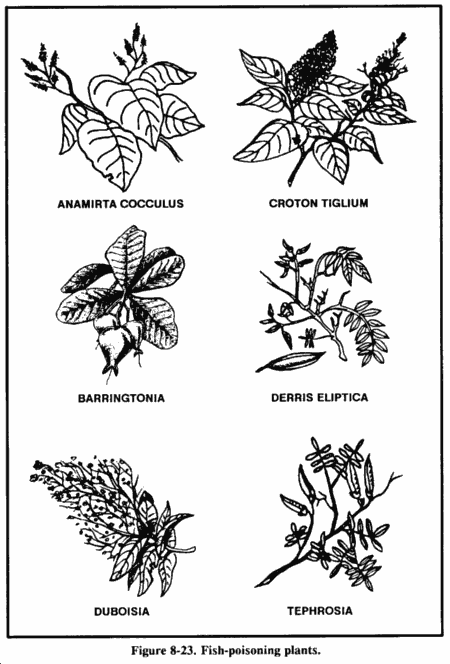 ANAMIRTA COCCULUS
CROTON TIGLIUM
BARRINGTONIA
DERRIS ELIPTICA
DUBOISIA
TEPHROSIA
Figure 8-23. Fish-poisoning plants.